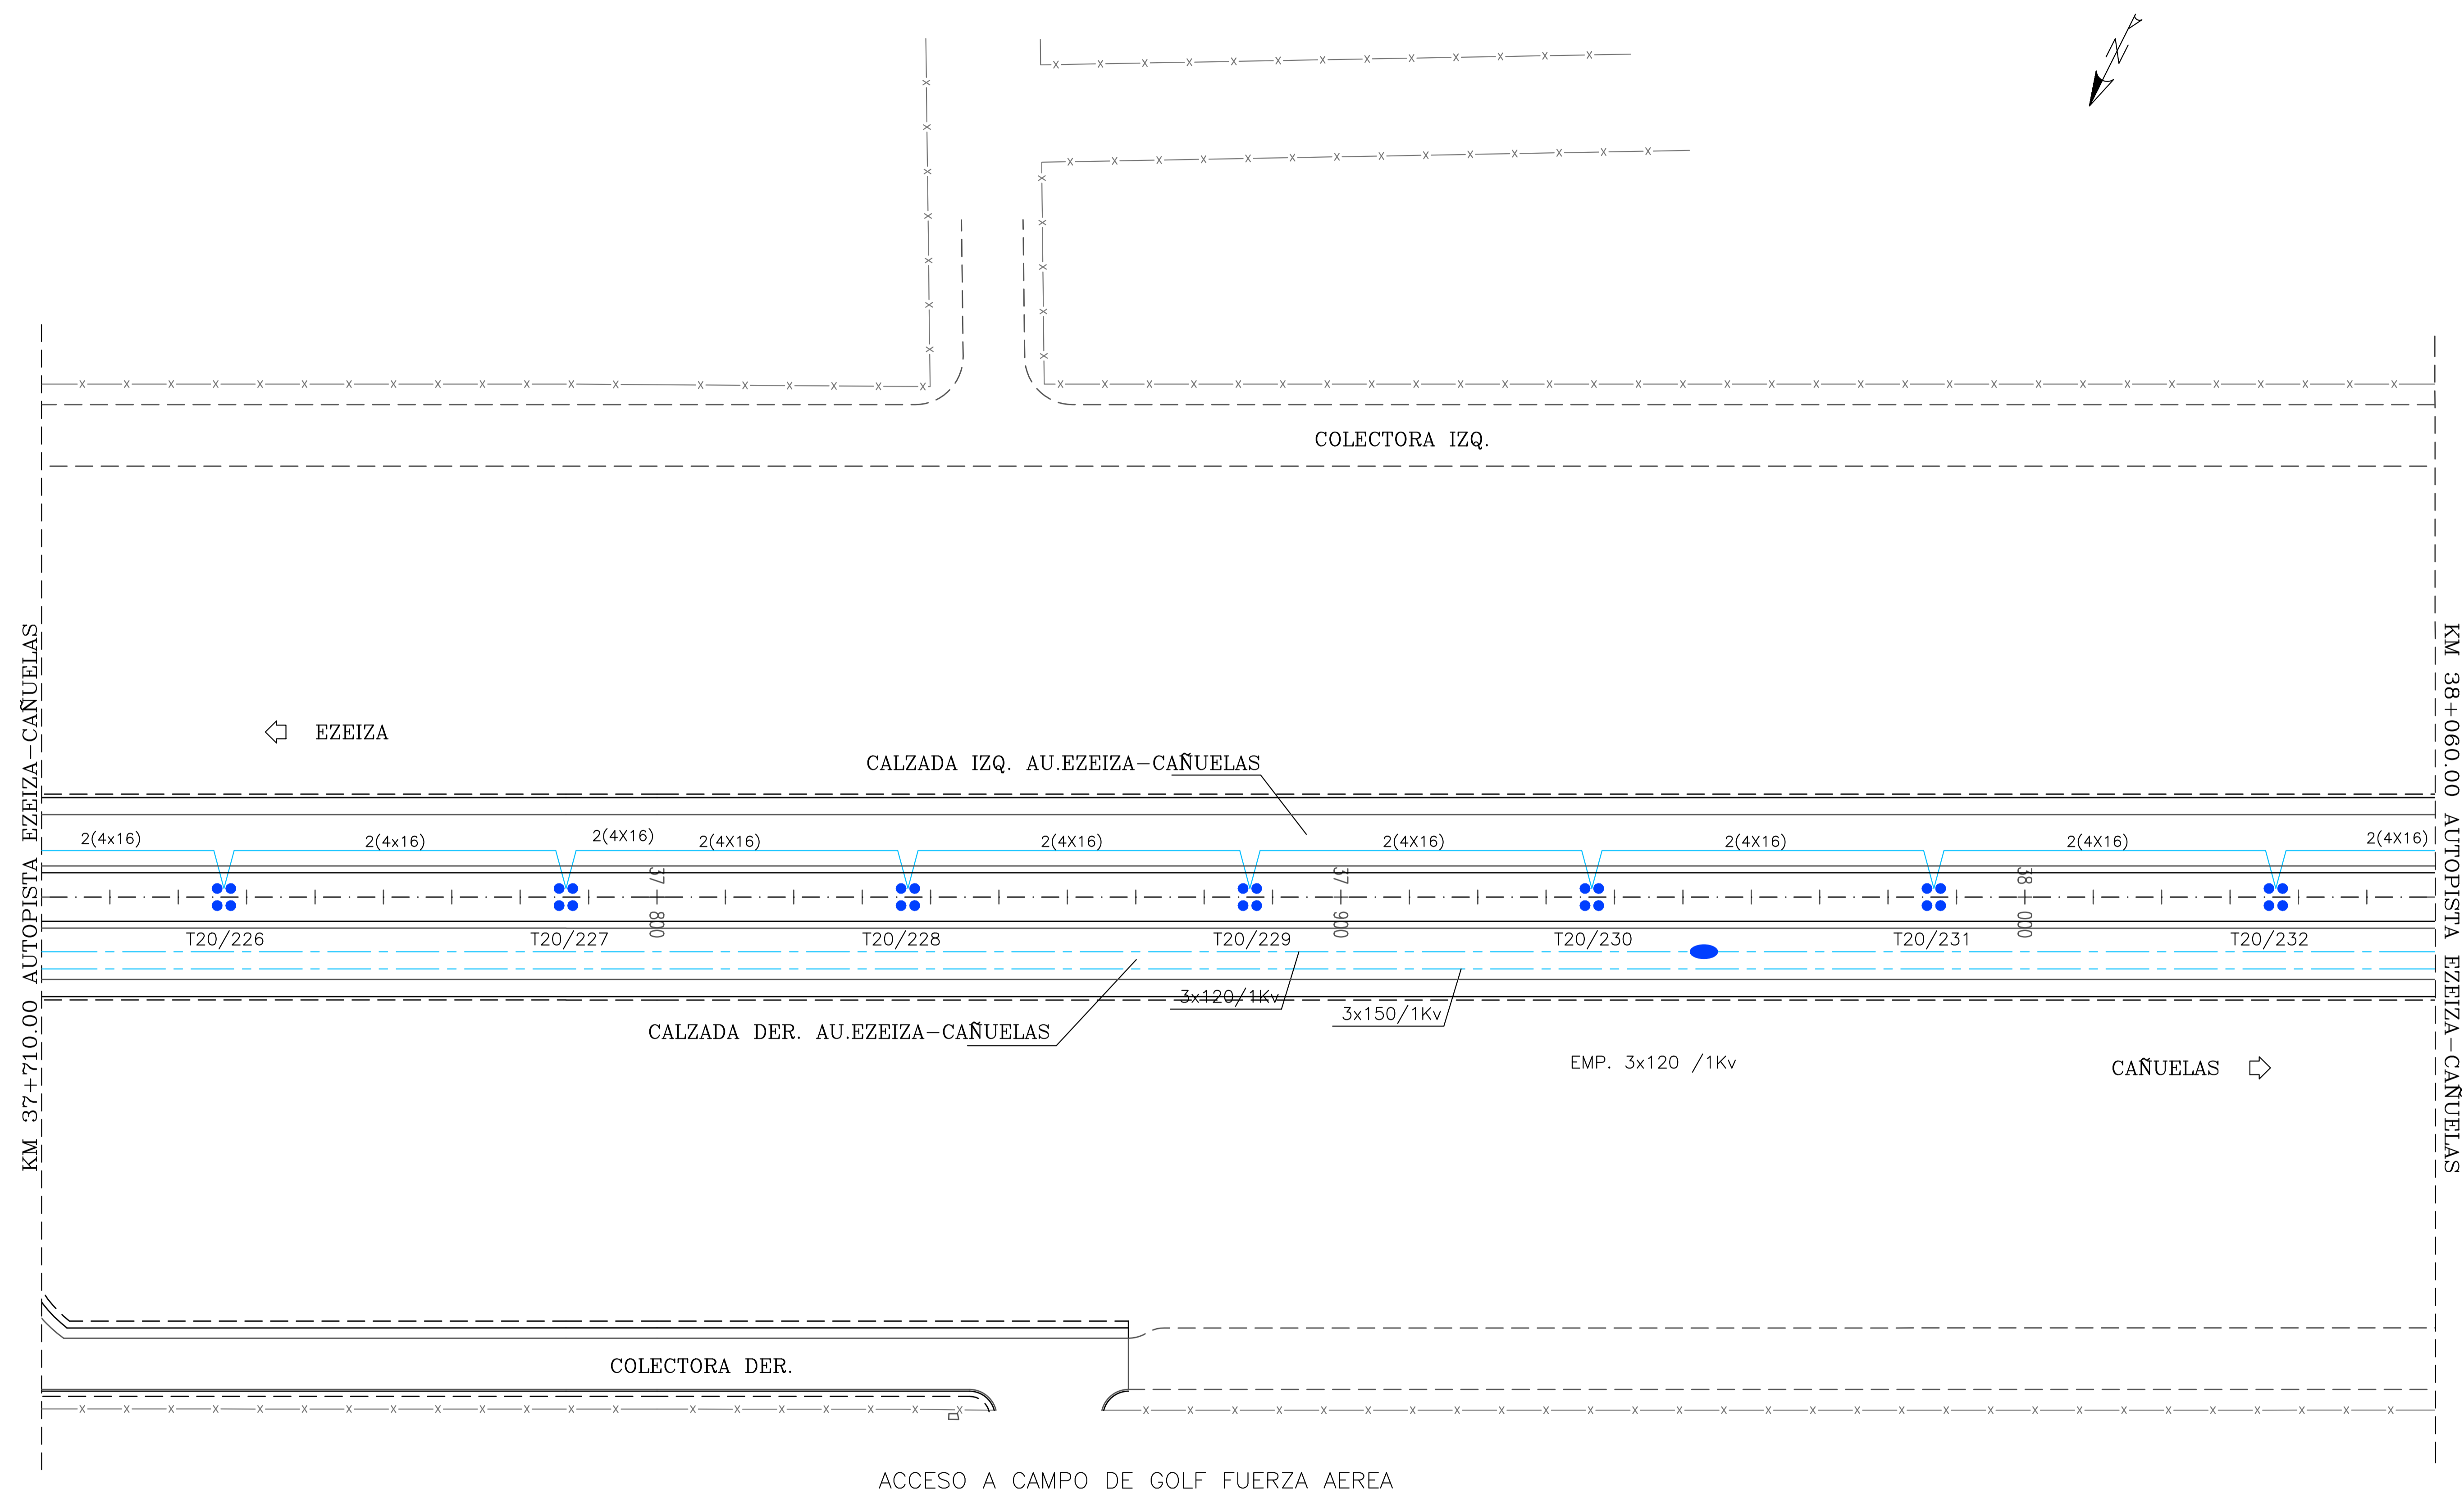 COLECTORA IZQ.
KM 37+710.00 AUTOPISTA EZEIZA-CAÑUELAS
KM 38+060.00 AUTOPISTA EZEIZA-CAÑUELAS
EZEIZA
CALZADA IZQ. AU.EZEIZA-CAÑUELAS
2(4x16)
2(4x16)
2(4X16)
2(4X16)
2(4X16)
2(4X16)
2(4X16)
2(4X16)
2(4X16)
37 800
37 900
38 000
T20/226
T20/227
T20/228
T20/229
T20/230
T20/231
T20/232
3x120/1Kv
3x150/1Kv
CALZADA DER. AU.EZEIZA-CAÑUELAS
EMP. 3x120 /1Kv
CAÑUELAS
COLECTORA DER.
ACCESO A CAMPO DE GOLF FUERZA AEREA
N